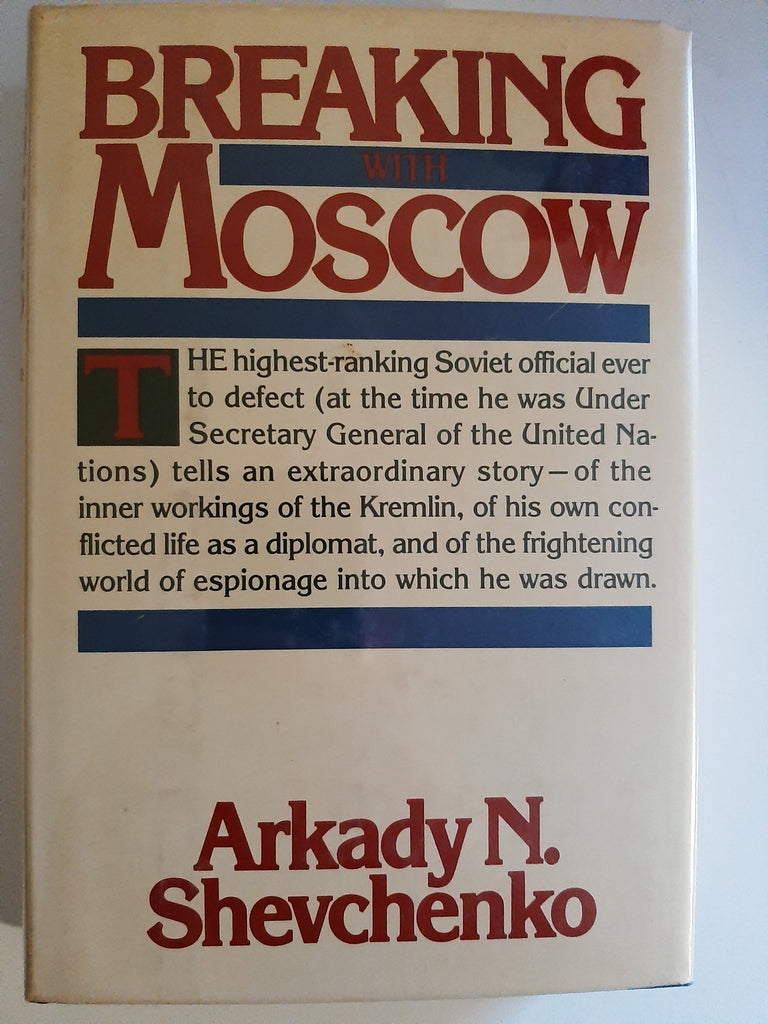 BREAKING
WITH
MOSCOW
THE highest-ranking Soviet official ever
to defect (at the time he was Under
Secretary General of the United Na-
tions) tells an extraordinary story—of the
inner workings of the Kremlin, of his own con-
flicted life as a diplomat, and of the frightening
world of espionage into which he was drawn.
Arkady N.
Shevchenko